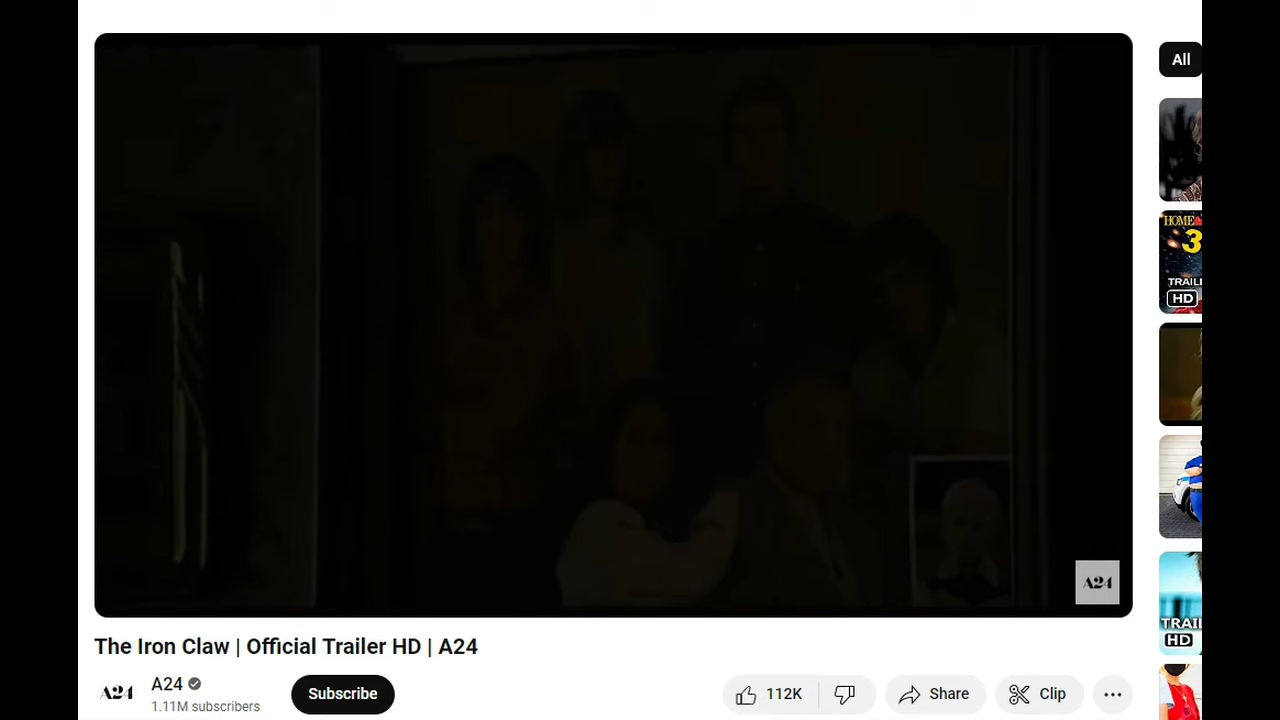 All
HOME
3
TRAIL
HD
A24
TRAIL
HD
The Iron Claw | Official Trailer HD | A24
A24
A24
1.11M subscribers
Subscribe
112K
Share
Clip